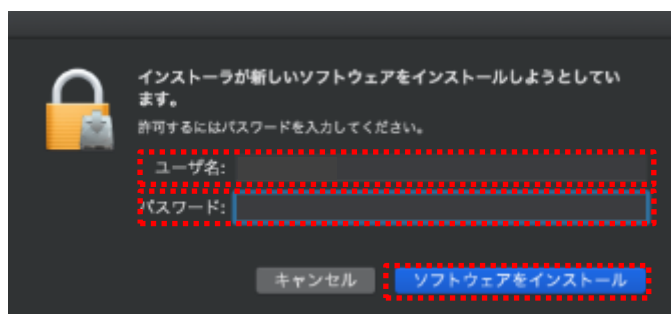 インストーラが新しいソフトウェアをインストールしようとしてい
ます。
許可するにはパスワードを入力してください。
ユーザ名:
パスワード:
キャンセル
ソフトウェアをインストール